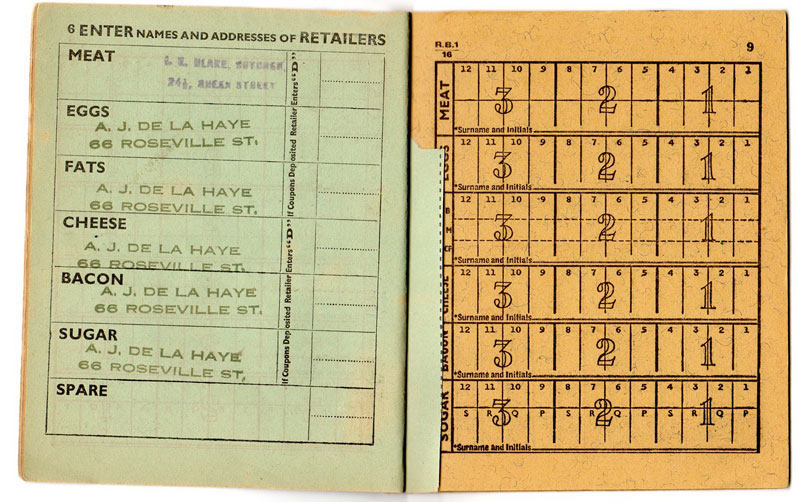 6 ENTER NAMES AND ADDRESSES OF RETAILERS
MEAT
BLAKE, BUTCHER,
STREET
EGGS
A. J. DE LA HAYE
66 ROSEVILLE ST.
FATS
A. J. DE LA HAYE
66 ROSEVILLE ST.
CHEESE
A. J. DE LA HAYE
66 ROSEVILLE ST.
BACON
A. J. DE LA HAYE
66 ROSEVILLE ST.
SUGAR
A. J. DE LA HAYE
66 ROSEVILLE ST.
SPARE
If Coupons Deposited Retailer Enters "D"
If Coupons Deposited Retailer Enters "D"
R.B.1
16
9
MEAT
12 11 10 9 8 7 6 5 4 3 2 1
3 2 1
*Surname and Initials
EGGS
12 11 10 9 8 7 6 5 4 3 2 1
3 2 1
*Surname and Initials
12 11 10 9 8 7 6 5 4 3 2 1
B
M
CF
3 2 1
*Surname and Initials
CHEESE
12 11 10 9 8 7 6 5 4 3 2 1
3 2 1
*Surname and Initials
BACON
12 11 10 9 8 7 6 5 4 3 2 1
3 2 1
*Surname and Initials
SUGAR
12 11 10 9 8 7 6 5 4 3 2 1
3 2 1
S R Q P S R Q P S R Q P
*Surname and Initials